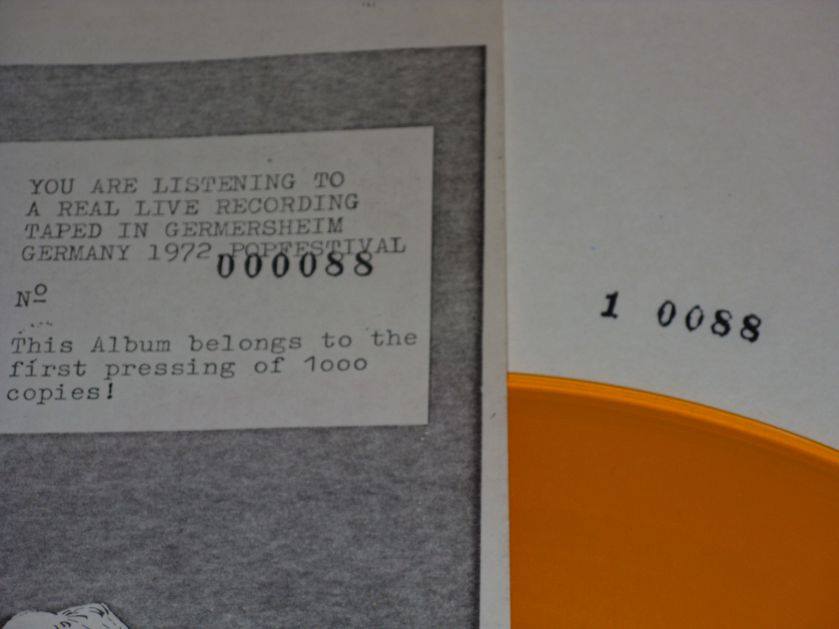 YOU ARE LISTENING TO
A REAL LIVE RECORDING
TAPED IN GERMERSHEIM
GERMANY 1972 POPFESTIVAL
000088
Nº
This Album belongs to the
first pressing of 1ooo
copies!
1 0088